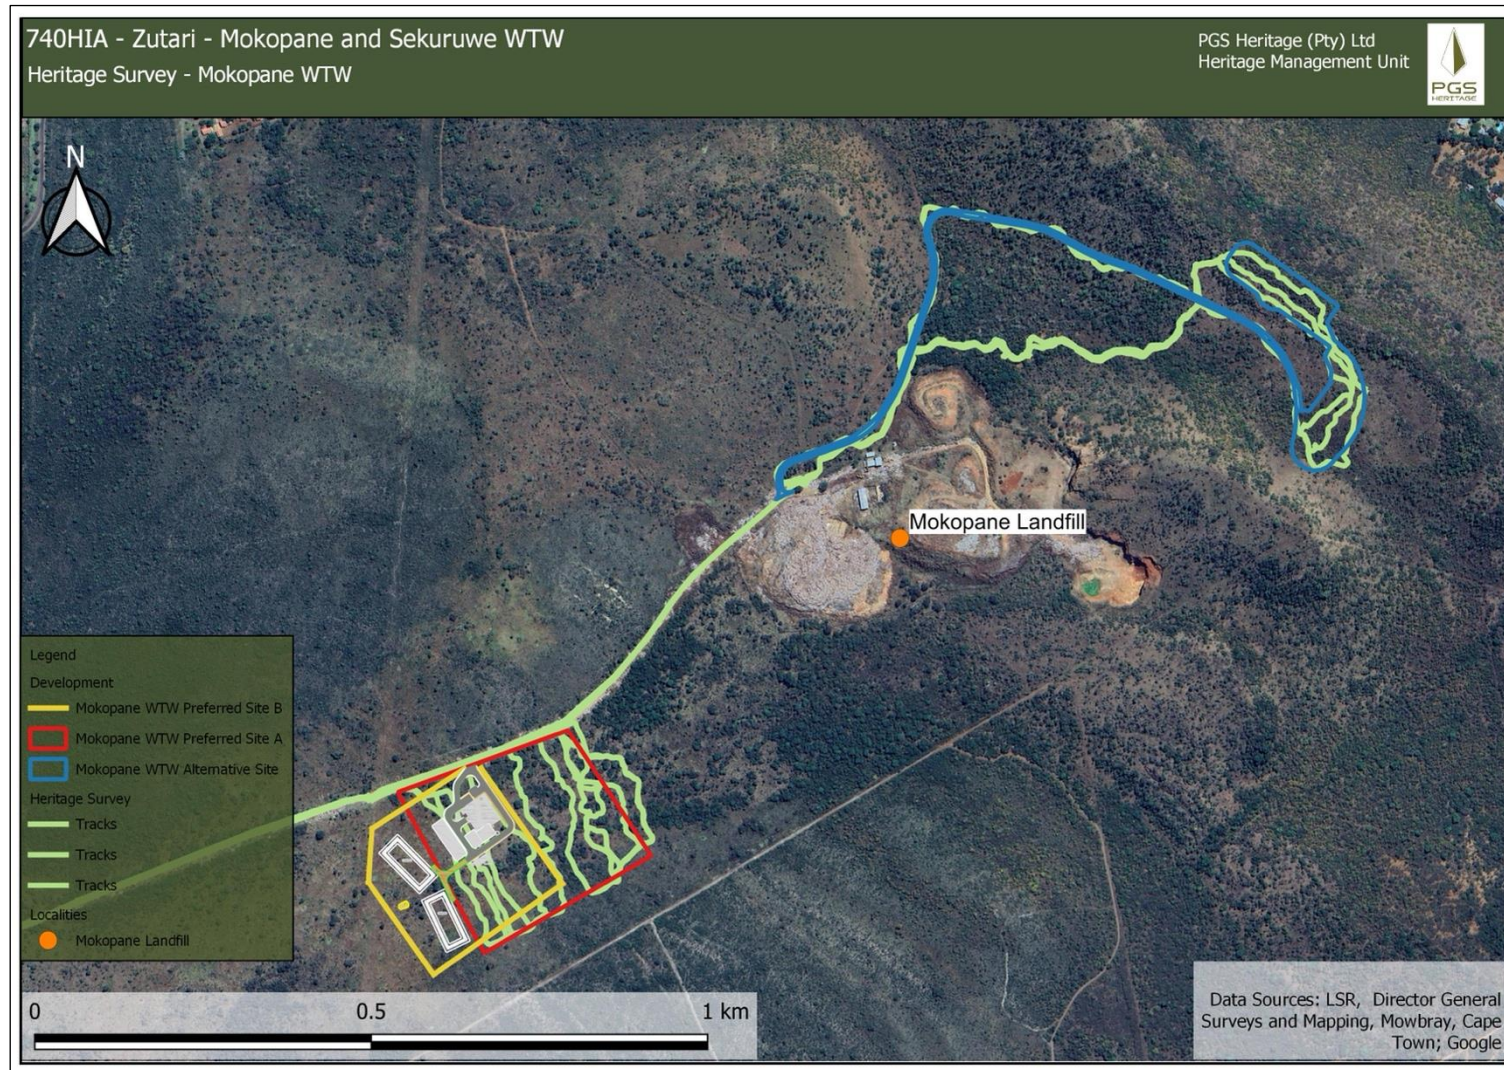 740HIA - Zutari - Mokopane and Sekuruwe WTW
Heritage Survey - Mokopane WTW
PGS Heritage (Pty) Ltd
Heritage Management Unit
PGS
HERITAGE
N
Mokopane Landfill
Legend
Development
Mokopane WTW Preferred Site B
Mokopane WTW Preferred Site A
Mokopane WTW Alternative Site
Heritage Survey
Tracks
Tracks
Tracks
Localities
Mokopane Landfill
0 0.5 1 km
Data Sources: LSR, Director General
Surveys and Mapping, Mowbray, Cape
Town; Google